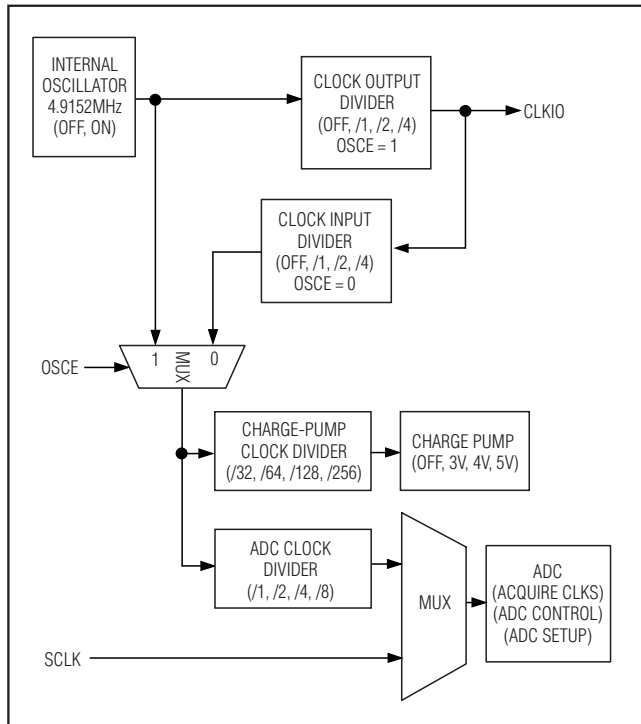 INTERNAL
OSCILLATOR
4.9152MHz
(OFF, ON)
CLOCK OUTPUT
DIVIDER
(OFF, /1, /2, /4)
OSCE = 1
CLKIO
CLOCK INPUT
DIVIDER
(OFF, /1, /2, /4)
OSCE = 0
OSCE
1
MUX
0
CHARGE-PUMP
CLOCK DIVIDER
(/32, /64, /128, /256)
CHARGE PUMP
(OFF, 3V, 4V, 5V)
ADC CLOCK
DIVIDER
(/1, /2, /4, /8)
MUX
ADC
(ACQUIRE CLKS)
(ADC CONTROL)
(ADC SETUP)
SCLK